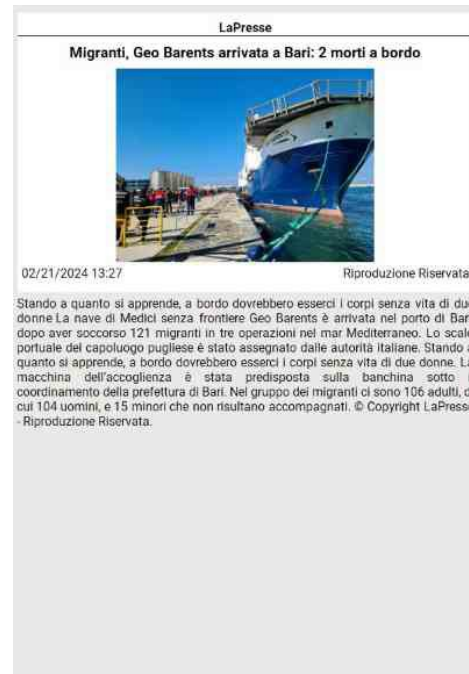 LaPresse
Migranti, Geo Barents arrivata a Bari: 2 morti a bordo
02/21/2024 13:27 Riproduzione Riservata
Stando a quanto si apprende, a bordo dovrebbero esserci i corpi senza vita di due
donne La nave di Medici senza frontiere Geo Barents è arrivata nel porto di Bari
dopo aver soccorso 121 migranti in tre operazioni nel mar Mediterraneo. Lo scalo
portuale del capoluogo pugliese è stato assegnato dalle autorità italiane. Stando a
quanto si apprende, a bordo dovrebbero esserci i corpi senza vita di due donne. La
macchina dell'accoglienza è stata predisposta sulla banchina sotto
coordinamento della prefettura di Bari. Nel gruppo dei migranti ci sono 106 adulti, di
cui 104 uomini, e 15 minori che non risultano accompagnati. © Copyright LaPresse
- Riproduzione Riservata.